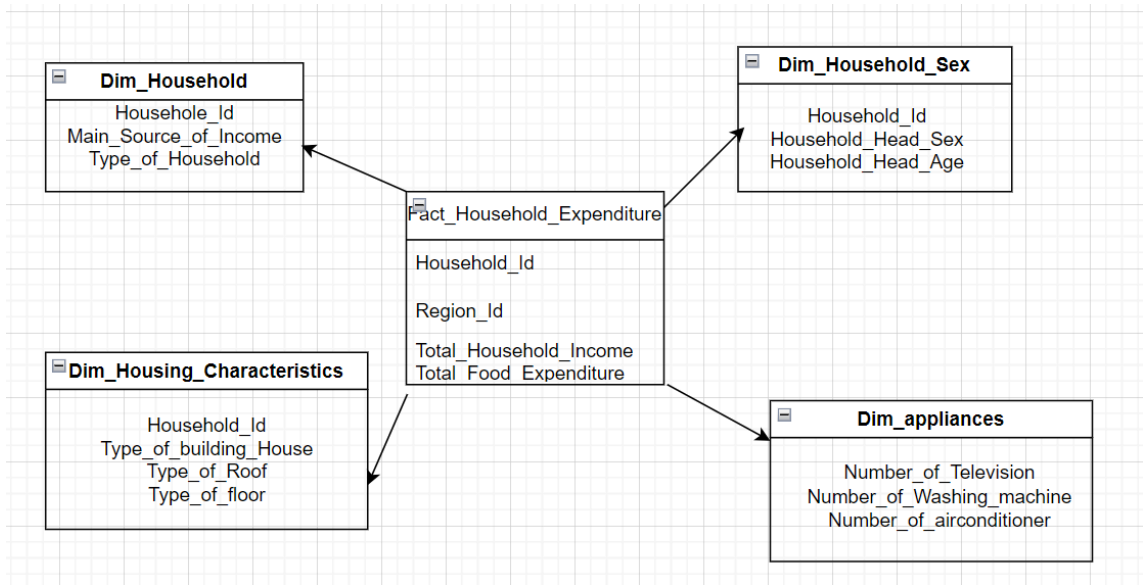 Dim_Household
Househole_Id
Main_Source_of_Income
Type_of_Household
Dim_Household_Sex
Household_Id
Household_Head_Sex
Household_Head_Age
Fact_Household_Expenditure
Household_Id
Region_Id
Total_Household_Income
Total_Food_Expenditure
Dim_Housing_Characteristics
Household_Id
Type_of_building_House
Type_of_Roof
Type_of_floor
Dim_appliances
Number_of_Television
Number_of_Washing_machine
Number_of_airconditioner